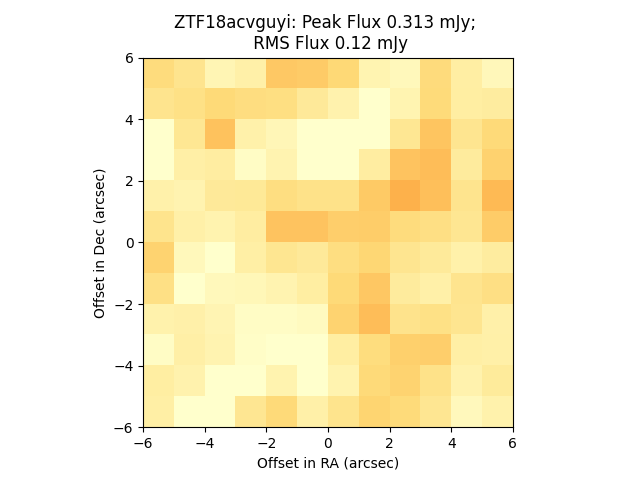 ZTF18acvguyi: Peak Flux 0.313 mJy;
RMS Flux 0.12 mJy
6
4
2
0
−2
−4
−6
Offset in Dec (arcsec)
−6 −4 −2 0 2 4 6
Offset in RA (arcsec)